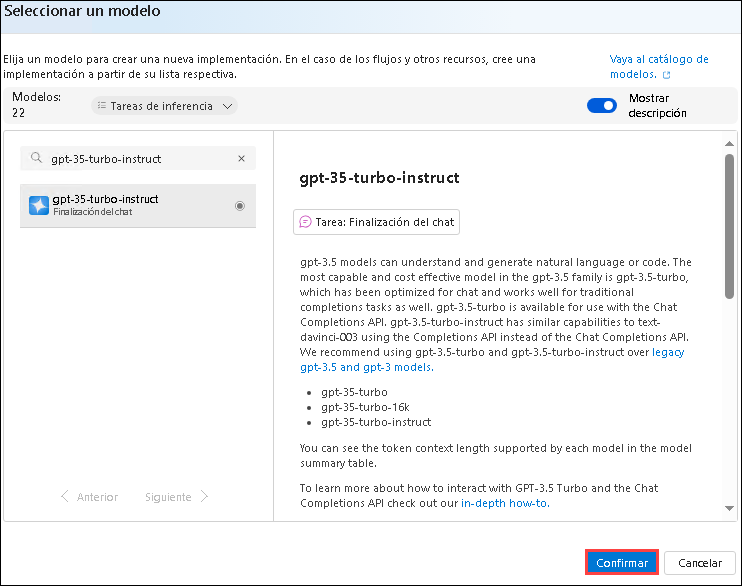 Seleccionar un modelo
Elija un modelo para crear una nueva implementación. En el caso de los flujos y otros recursos, cree una
implementación a partir de su lista respectiva.
Vaya al catálogo de
modelos.
Modelos:
22
Tareas de inferencia
Mostrar
descripción
gpt-35-turbo-instruct
gpt-35-turbo-instruct
Finalización del chat
Anterior
Siguiente
gpt-35-turbo-instruct
Tarea: Finalización del chat
gpt-3.5 models can understand and generate natural language or code. The
most capable and cost effective model in the gpt-3.5 family is gpt-3.5-turbo,
which has been optimized for chat and works well for traditional
completions tasks as well. gpt-3.5-turbo is available for use with the Chat
Completions API. gpt-3.5-turbo-instruct has similar capabilities to text-
davinci-003 using the Completions API instead of the Chat Completions API.
We recommend using gpt-3.5-turbo and gpt-3.5-turbo-instruct over legacy
gpt-3.5 and gpt-3 models.
• gpt-35-turbo
• gpt-35-turbo-16k
• gpt-35-turbo-instruct
You can see the token context length supported by each model in the model
summary table.
To learn more about how to interact with GPT-3.5 Turbo and the Chat
Completions API check out our in-depth how-to.
Confirmar
Cancelar